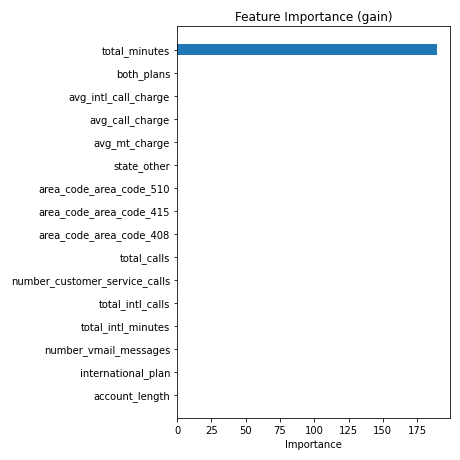 Feature Importance (gain)
total_minutes
both_plans
avg_intl_call_charge
avg_call_charge
avg_mt_charge
state_other
area_code_area_code_510
area_code_area_code_415
area_code_area_code_408
total_calls
number_customer_service_calls
total_intl_calls
total_intl_minutes
number_vmail_messages
international_plan
account_length
0 25 50 75 100 125 150 175
Importance